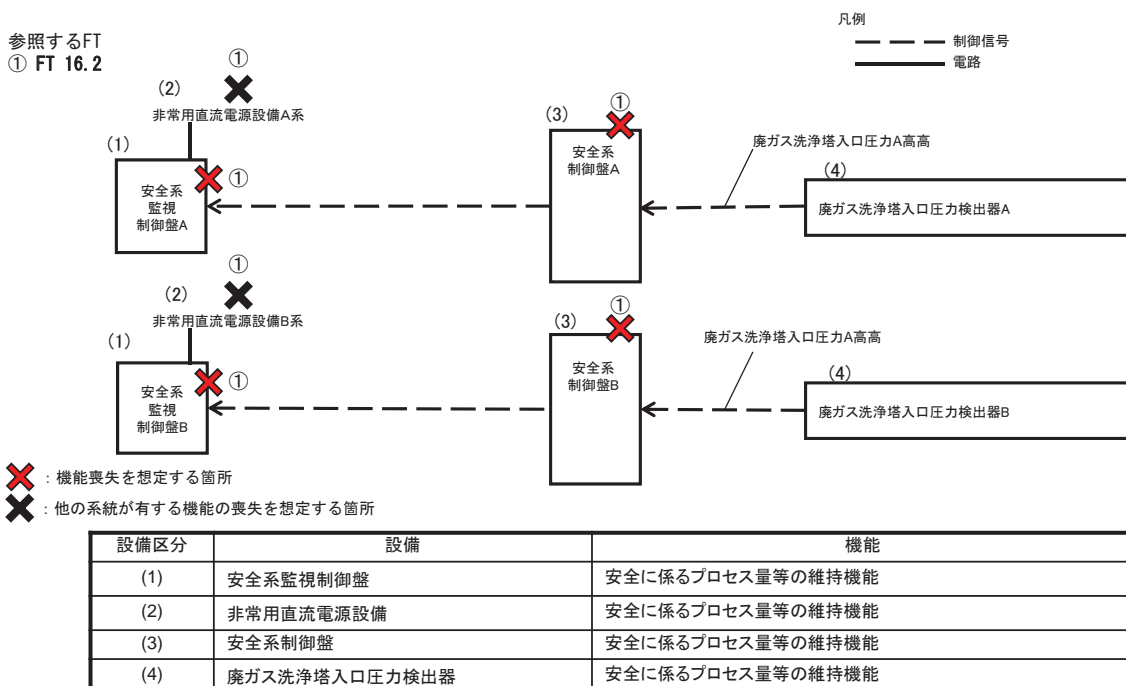 参照するFT
① FT 16.2
凡例
制御信号
電路
①
(2)
非常用直流電源設備A系
(1)
安全系
監視
制御盤A
①
(3)
①
安全系
制御盤A
廃ガス洗浄塔入口圧力A高高
(4)
廃ガス洗浄塔入口圧力検出器A
①
(2)
非常用直流電源設備B系
(1)
安全系
監視
制御盤B
①
(3)
①
安全系
制御盤B
廃ガス洗浄塔入口圧力A高高
(4)
廃ガス洗浄塔入口圧力検出器B
：機能喪失を想定する箇所
：他の系統が有する機能の喪失を想定する箇所
設備区分 設備 機能
(1) 安全系監視制御盤 安全に係るプロセス量等の維持機能
(2) 非常用直流電源設備 安全に係るプロセス量等の維持機能
(3) 安全系制御盤 安全に係るプロセス量等の維持機能
(4) 廃ガス洗浄塔入口圧力検出器 安全に係るプロセス量等の維持機能